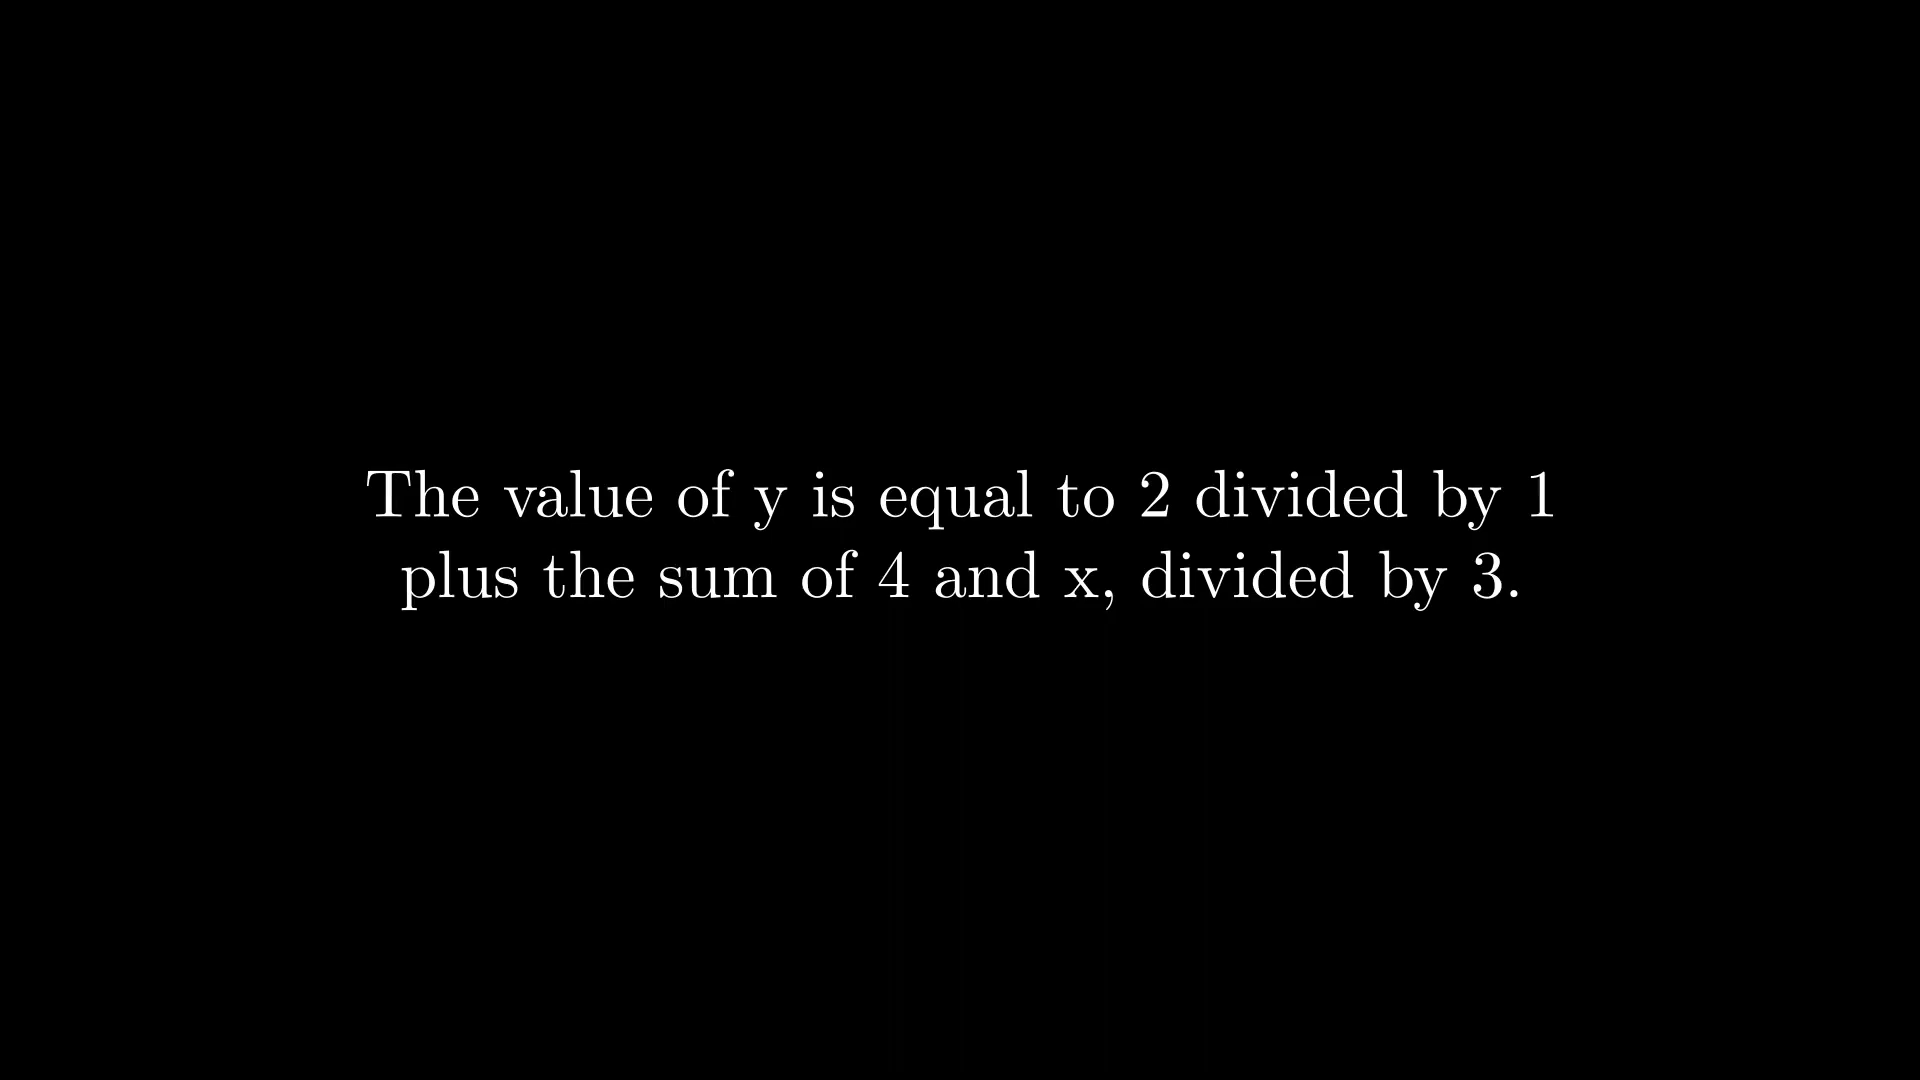 The value of y is equal to 2 divided by 1
plus the sum of 4 and x, divided by 3.